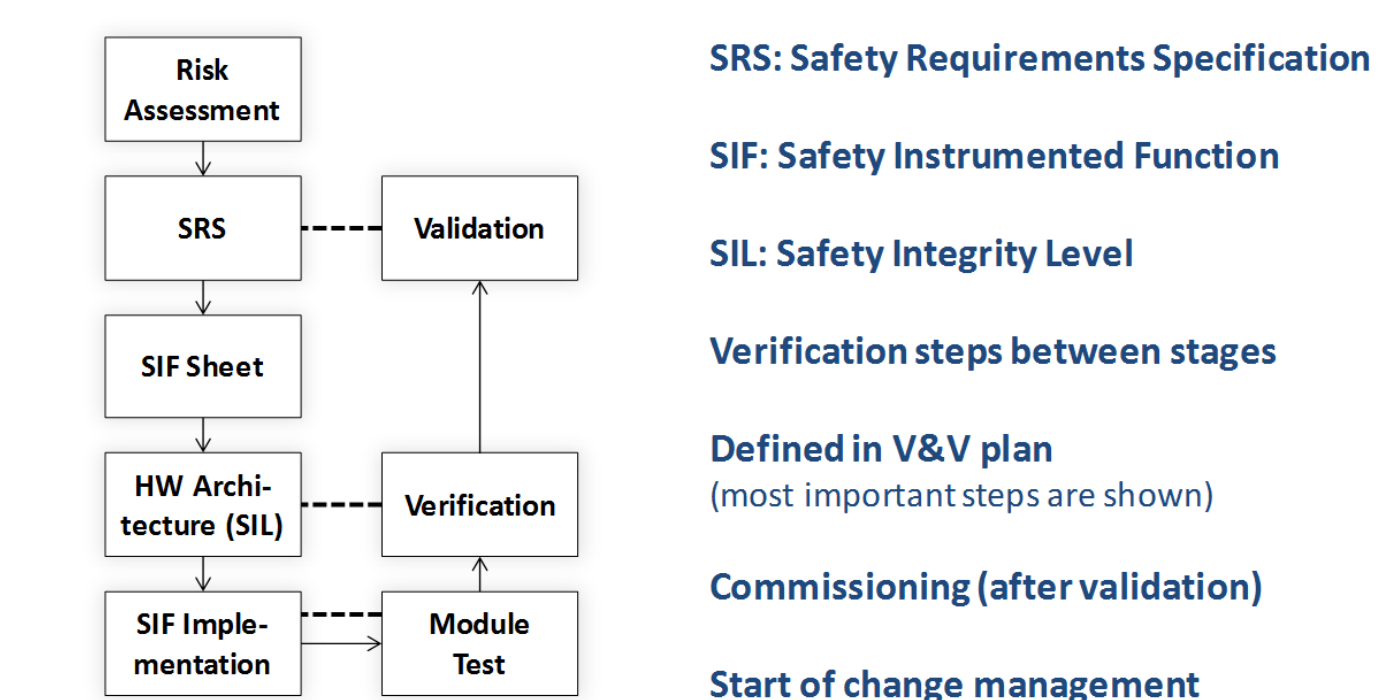 Risk
Assessment
SRS
Validation
SIF Sheet
HW Archi-
tecture (SIL)
Verification
SIF Imple-
mentation
Module
Test
SRS: Safety Requirements Specification
SIF: Safety Instrumented Function
SIL: Safety Integrity Level
Verification steps between stages
Defined in V&V plan
(most important steps are shown)
Commissioning (after validation)
Start of change management